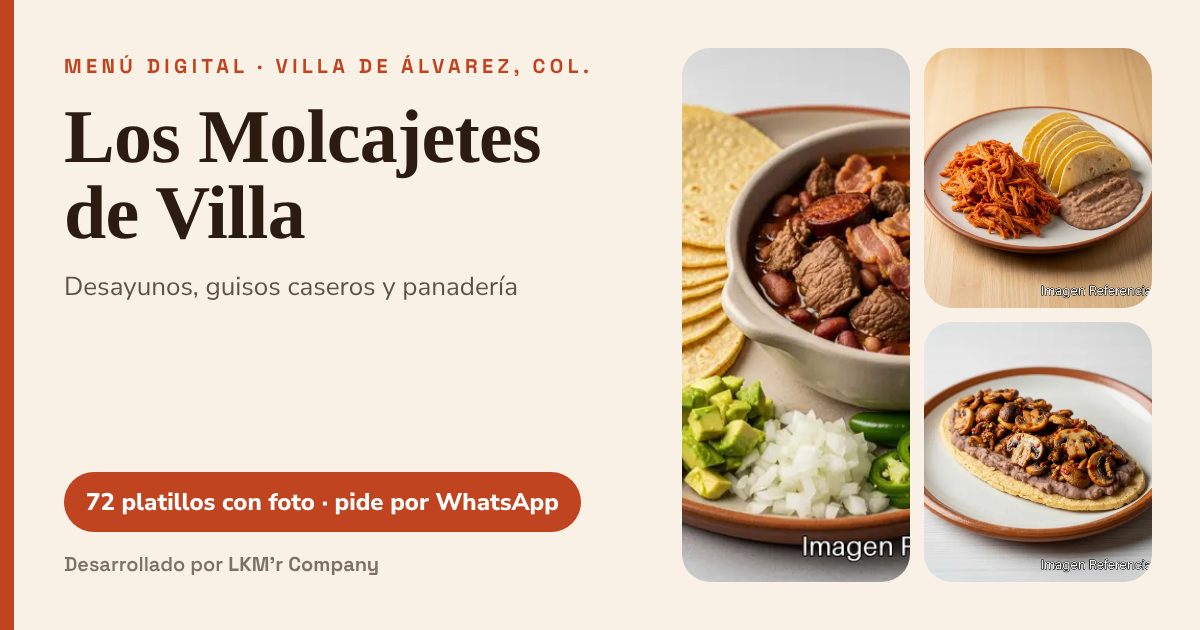 MENÚ DIGITAL · VILLA DE ÁLVAREZ, COL.
Los Molcajetes
de Villa
Desayunos, guisos caseros y panadería
72 platillos con foto · pide por WhatsApp
Desarrollado por LKM’r Company
Imagen Referencia
Imagen
Imagen Referencia